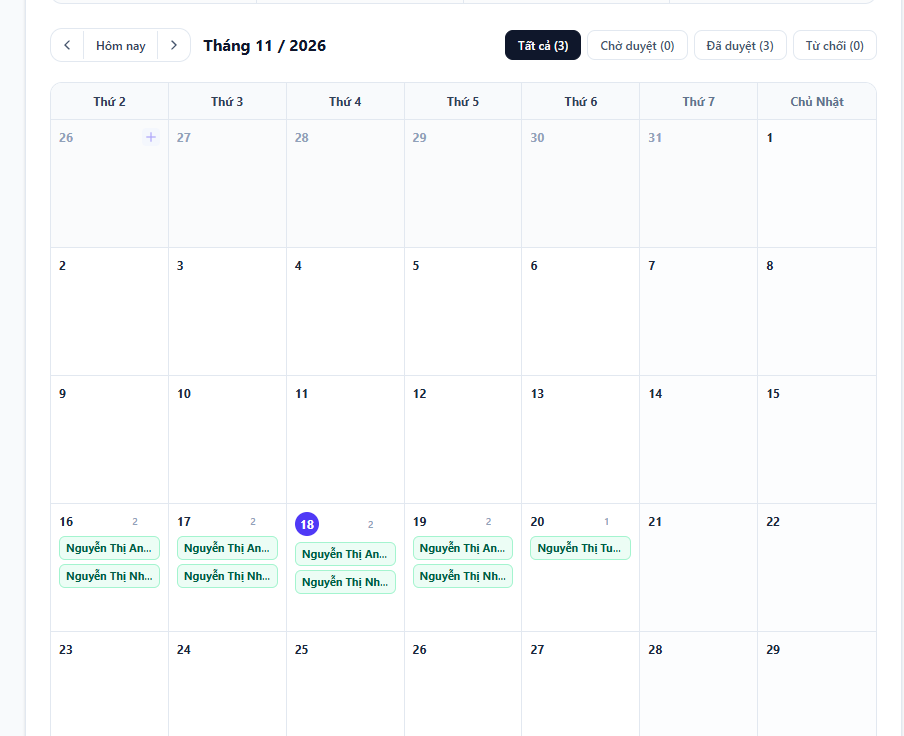 Hôm nay Tháng 11 / 2026 Tất cả (3) Chờ duyệt (0) Đã duyệt (3) Từ chối (0)
Thứ 2 Thứ 3 Thứ 4 Thứ 5 Thứ 6 Thứ 7 Chủ Nhật
26 + 27 28 29 30 31 1
2 3 4 5 6 7 8
9 10 11 12 13 14 15
16 2 17 2 18 2 19 2 20 1 21 22
Nguyễn Thị An... Nguyễn Thị An... Nguyễn Thị An... Nguyễn Thị An... Nguyễn Thị Tu...
Nguyễn Thị Nh... Nguyễn Thị Nh... Nguyễn Thị Nh... Nguyễn Thị Nh...
23 24 25 26 27 28 29